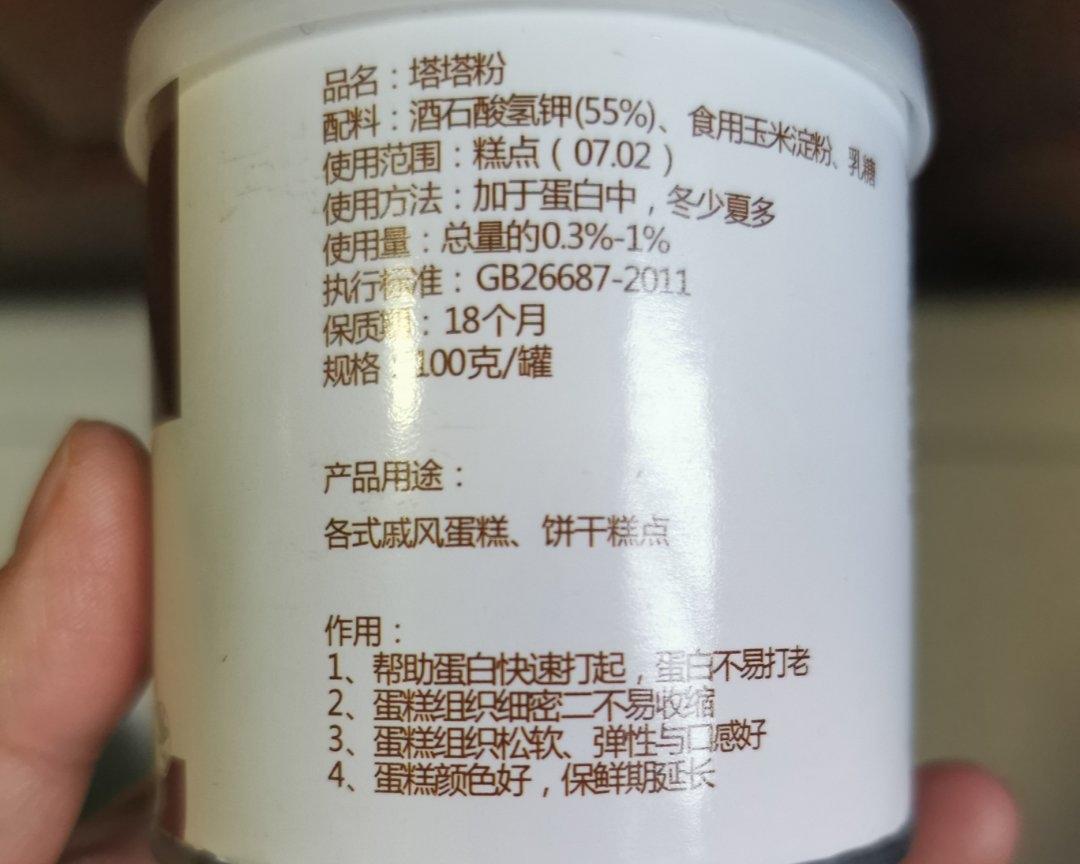 品名：塔塔粉
配料：酒石酸氢钾(55%)、食用玉米淀粉、乳糖
使用范围：糕点（07.02）
使用方法：加于蛋白中，冬少夏多
使用量：总量的0.3%-1%
执行标准：GB26687-2011
保质期：18个月
规格：100克/罐
产品用途：
各式戚风蛋糕、饼干糕点
作用：
1、帮助蛋白快速打起，蛋白不易打老
2、蛋糕组织细密二不易收缩
3、蛋糕组织松软、弹性与口感好
4、蛋糕颜色好，保鲜期延长